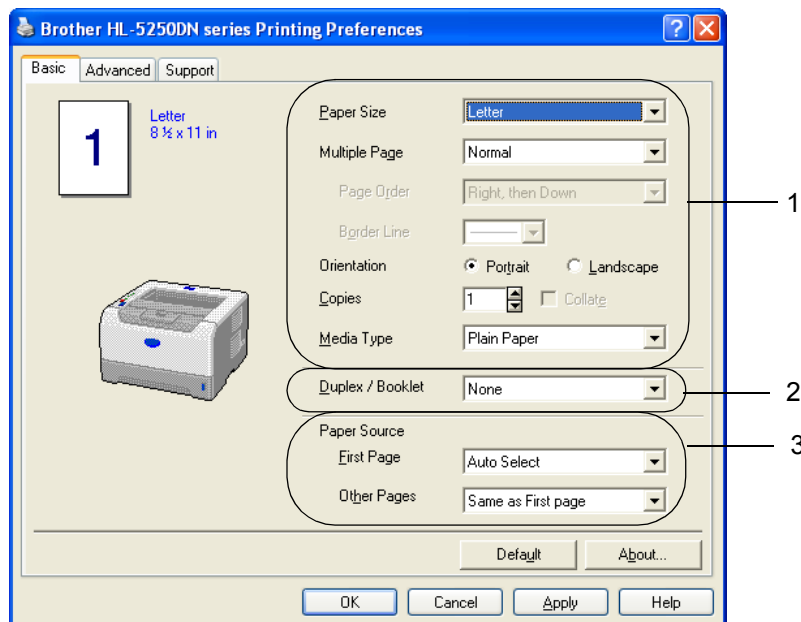 Brother HL-5250DN series Printing Preferences
Basic Advanced Support
1
Letter
8 ½ x 11 in
Paper Size Letter
Multiple Page Normal
Page Order Right, then Down
Border Line
Orientation Portrait Landscape
Copies 1 Collate
Media Type Plain Paper
1
Duplex / Booklet None
2
Paper Source
3
First Page Auto Select
Other Pages Same as First page
Default About...
OK Cancel Apply Help